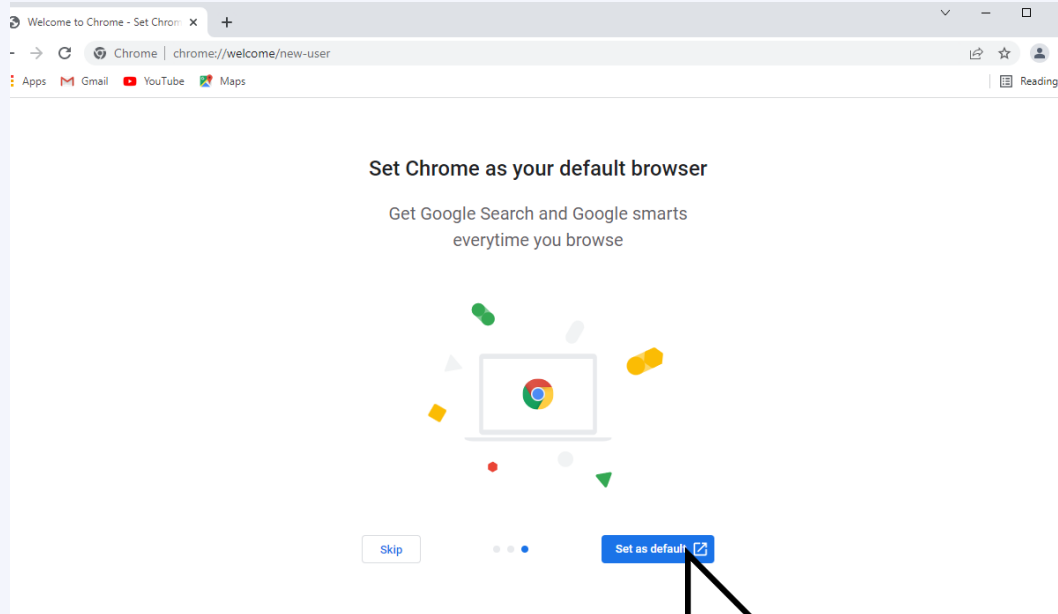 Welcome to Chrome - Set Chrom
Chrome | chrome://welcome/new-user
Apps Gmail YouTube Maps Reading
Set Chrome as your default browser
Get Google Search and Google smarts
everytime you browse
Skip Set as default